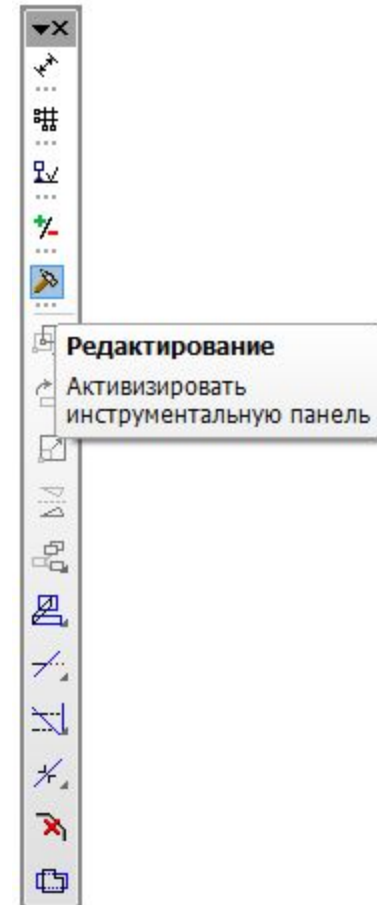 Редактирование
Активизировать
инструментальную панель